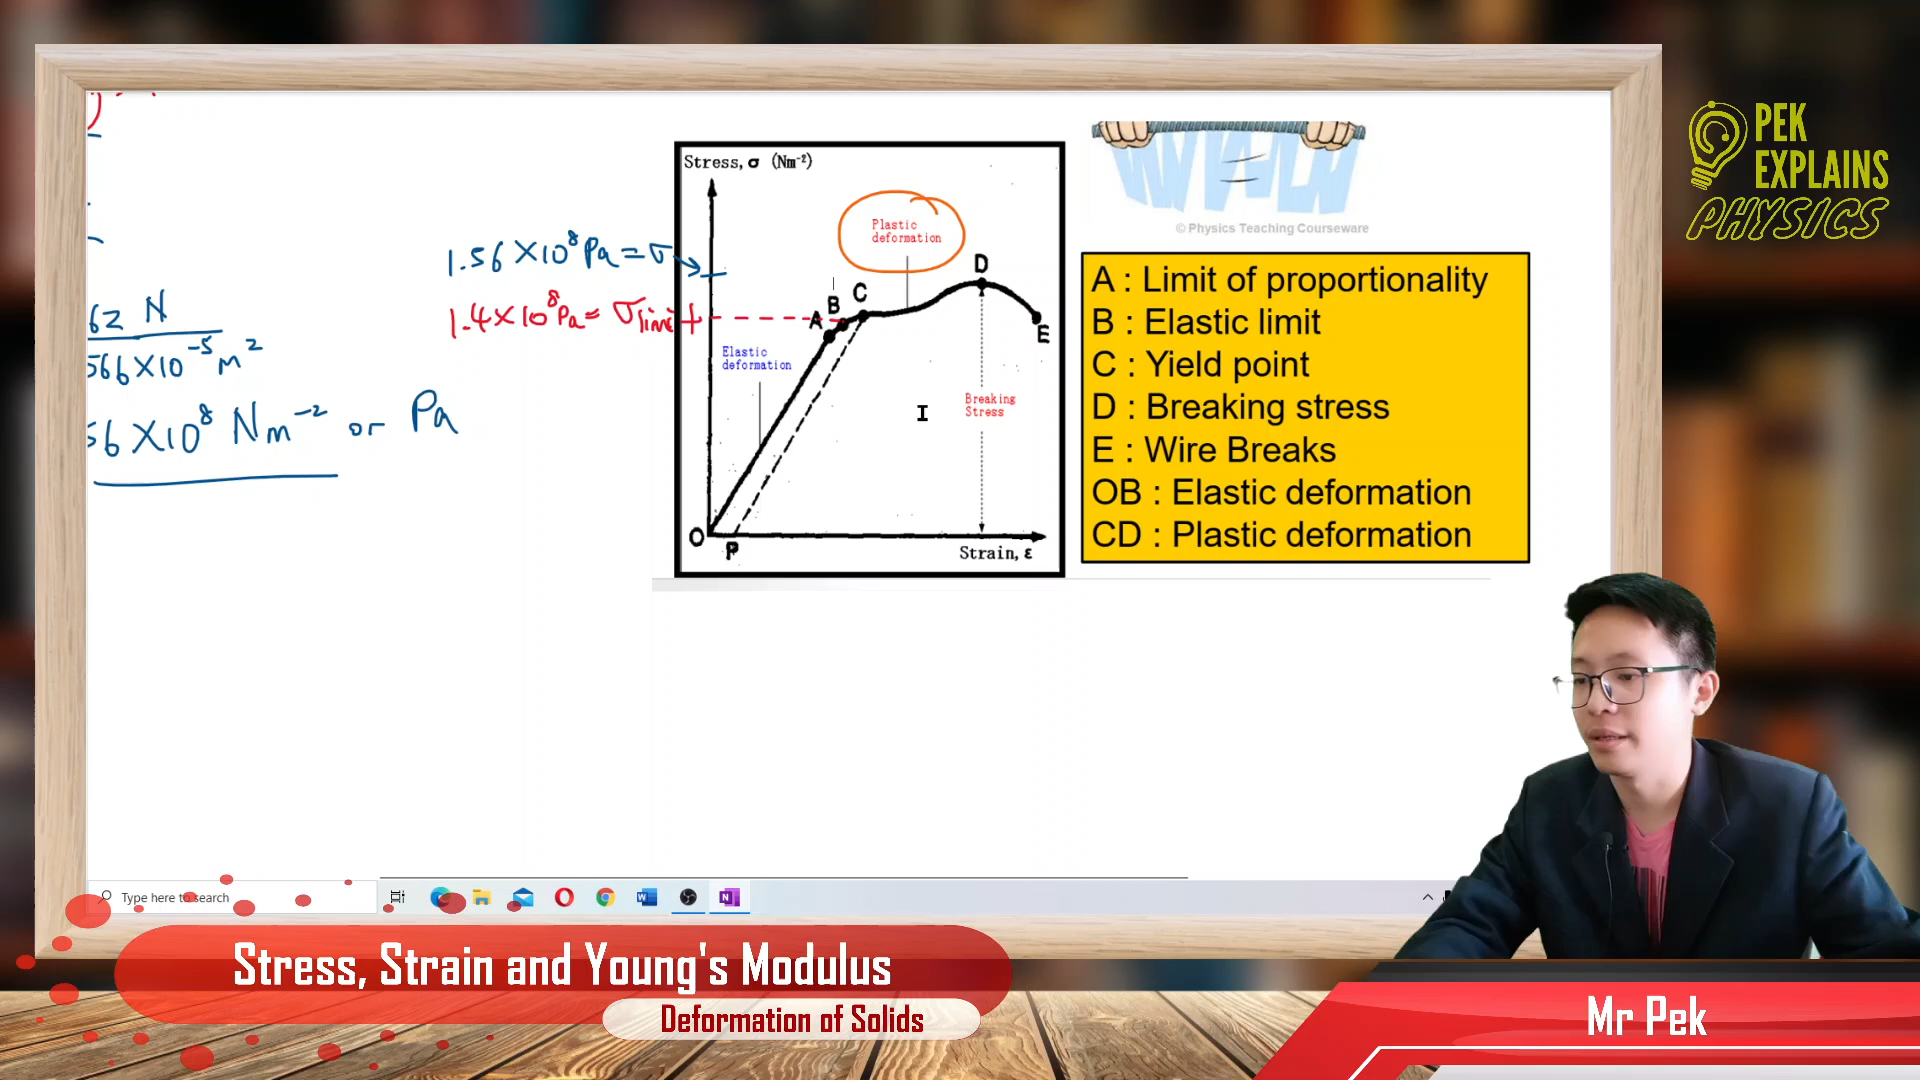 PEK
EXPLAINS
PHYSICS
Stress, σ (Nm⁻²)
© Physics Teaching Courseware
Plastic
deformation
1.56 × 10⁸ Pa = σ
1.4 × 10⁸ Pa = σlimit
A
B
C
D
E
Elastic
deformation
Breaking
Stress
I
O
P
Strain, ε
A : Limit of proportionality
B : Elastic limit
C : Yield point
D : Breaking stress
E : Wire Breaks
OB : Elastic deformation
CD : Plastic deformation
62 N
566 × 10⁻⁵ m²
56 × 10⁸ Nm⁻² or Pa
Type here to search
Stress, Strain and Young's Modulus
Deformation of Solids
Mr Pek